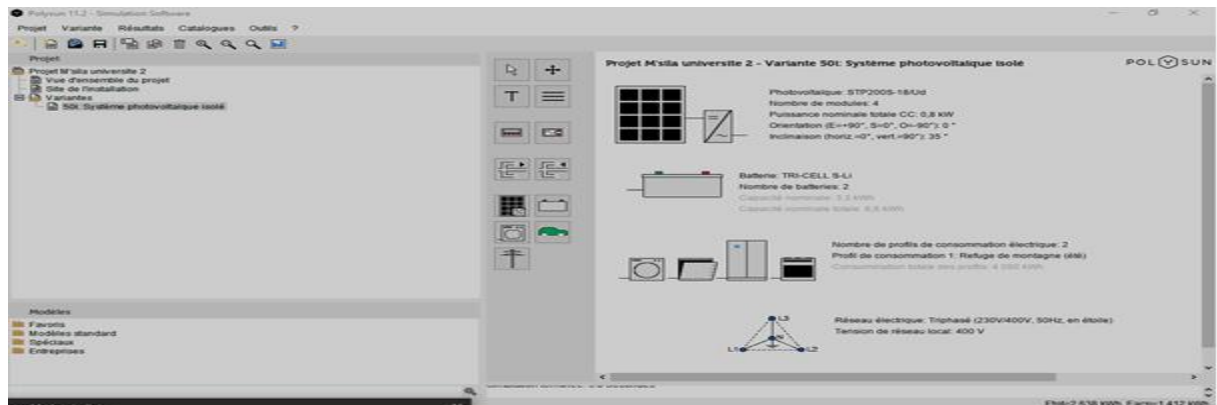 Polysun 11.2 - Simulation Software
Projet Variante Résultats Catalogues Outils ?
Projet
Projet M'sila universite 2
Vue d'ensemble du projet
Site de l'installation
Variantes
50t: Système photovoltaïque isolé
Modèles
Favoris
Modèles standard
Spéciaux
Entreprises
T
Projet M'sila universite 2 - Variante 50t: Système photovoltaïque isolé
POLYSUN
Photovoltaïque: STP200S-18/Ud
Nombre de modules: 4
Puissance nominale totale CC: 0,8 kW
Orientation (E=+90°, S=0°, O=-90°): 0 °
Inclinaison (horiz.=0°, vert.=90°): 35 °
Batterie: TRI-CELL S-Li
Nombre de batteries: 2
Capacité nominale: 3,3 kWh
Capacité nominale totale: 6,6 kWh
Nombre de profils de consommation électrique: 2
Profil de consommation 1: Refuge de montagne (été)
Consommation totale des profils: kWh
L3
N
L1
L2
Réseau électrique: Triphasé (230V/400V, 50Hz, en étoile)
Tension de réseau local: 400 V